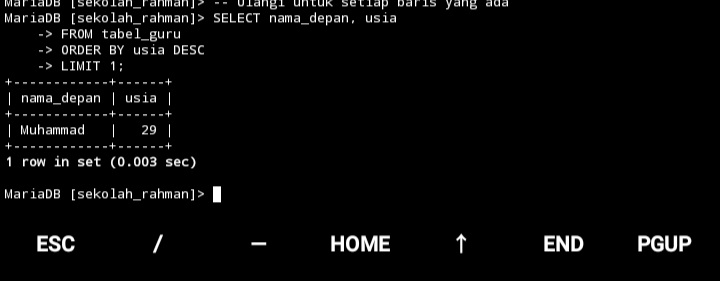 MariaDB [sekolah_rahman]> -- Ulangi untuk setiap baris yang ada
MariaDB [sekolah_rahman]> SELECT nama_depan, usia
    -> FROM tabel_guru
    -> ORDER BY usia DESC
    -> LIMIT 1;
+------------+------+
| nama_depan | usia |
+------------+------+
| Muhammad   |   29 |
+------------+------+
1 row in set (0.003 sec)
MariaDB [sekolah_rahman]>
ESC / — HOME ↑ END PGUP